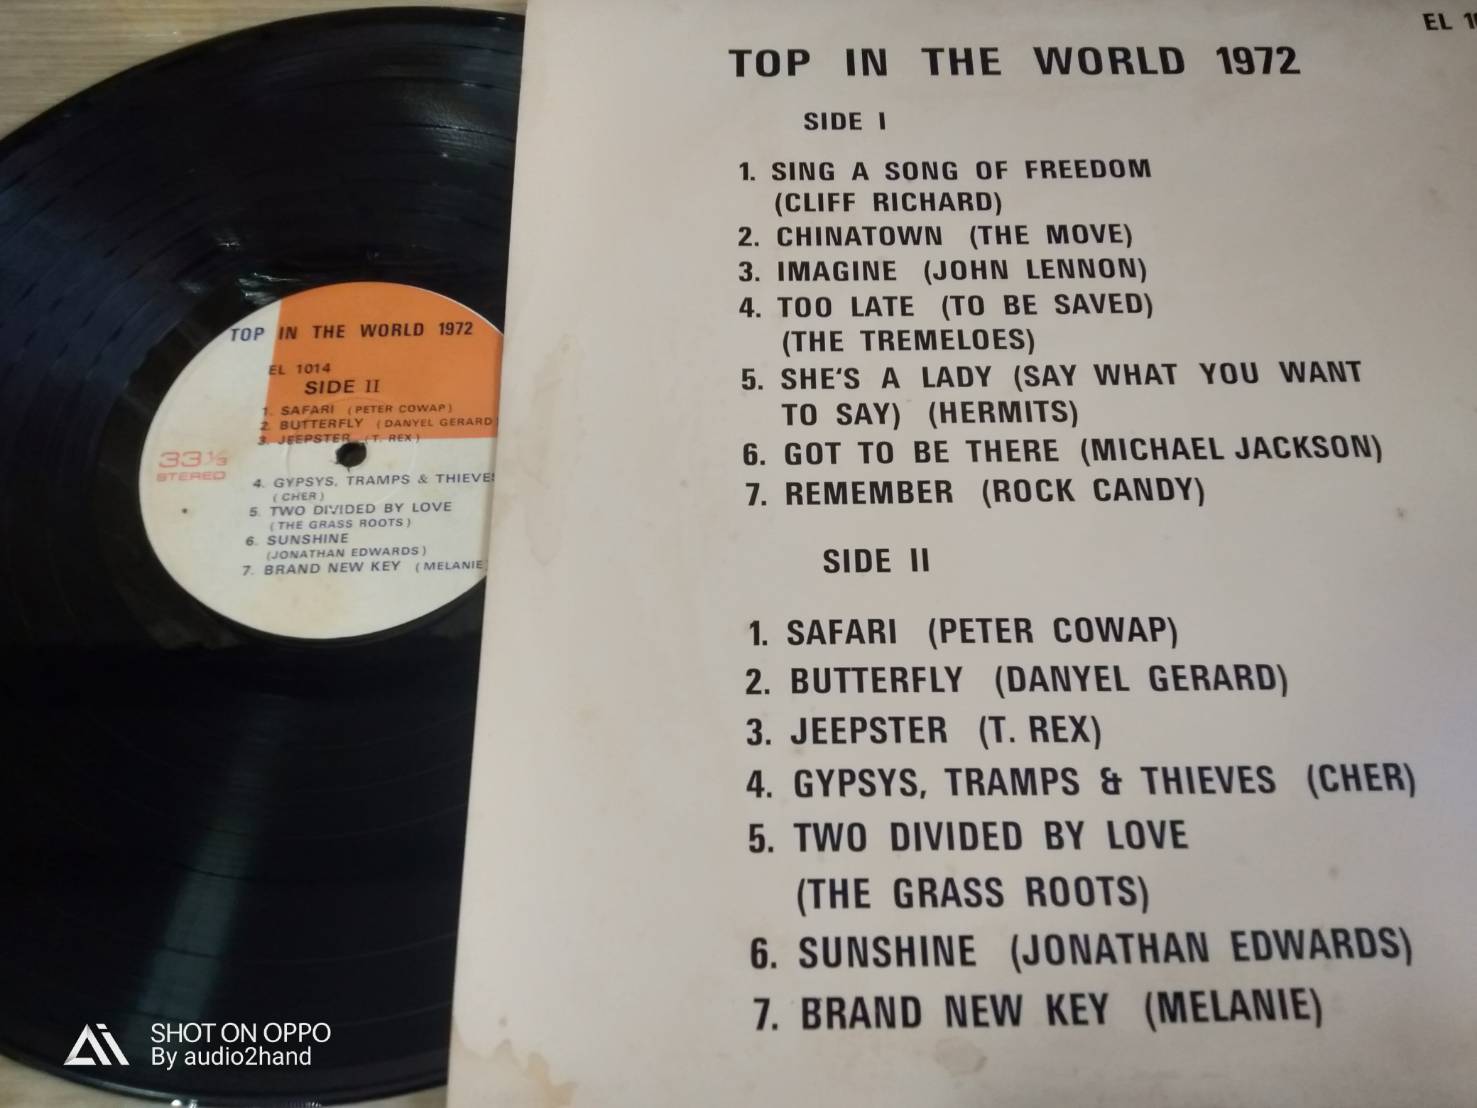 EL
TOP IN THE WORLD 1972
SIDE I
1. SING A SONG OF FREEDOM
(CLIFF RICHARD)
2. CHINATOWN (THE MOVE)
3. IMAGINE (JOHN LENNON)
4. TOO LATE (TO BE SAVED)
(THE TREMELOES)
5. SHE'S A LADY (SAY WHAT YOU WANT
TO SAY) (HERMITS)
6. GOT TO BE THERE (MICHAEL JACKSON)
7. REMEMBER (ROCK CANDY)
SIDE II
1. SAFARI (PETER COWAP)
2. BUTTERFLY (DANYEL GERARD)
3. JEEPSTER (T. REX)
4. GYPSYS, TRAMPS & THIEVES (CHER)
5. TWO DIVIDED BY LOVE
(THE GRASS ROOTS)
6. SUNSHINE (JONATHAN EDWARDS)
7. BRAND NEW KEY (MELANIE)
TOP IN THE WORLD 1972
EL 1014
SIDE II
1. SAFARI (PETER COWAP)
2. BUTTERFLY (DANYEL GERARD)
3. JEEPSTER (T. REX)
33⅓
STEREO
4. GYPSYS, TRAMPS & THIEVES
(CHER)
5. TWO DIVIDED BY LOVE
(THE GRASS ROOTS)
6. SUNSHINE
(JONATHAN EDWARDS)
7. BRAND NEW KEY (MELANIE
SHOT ON OPPO
By audio2hand